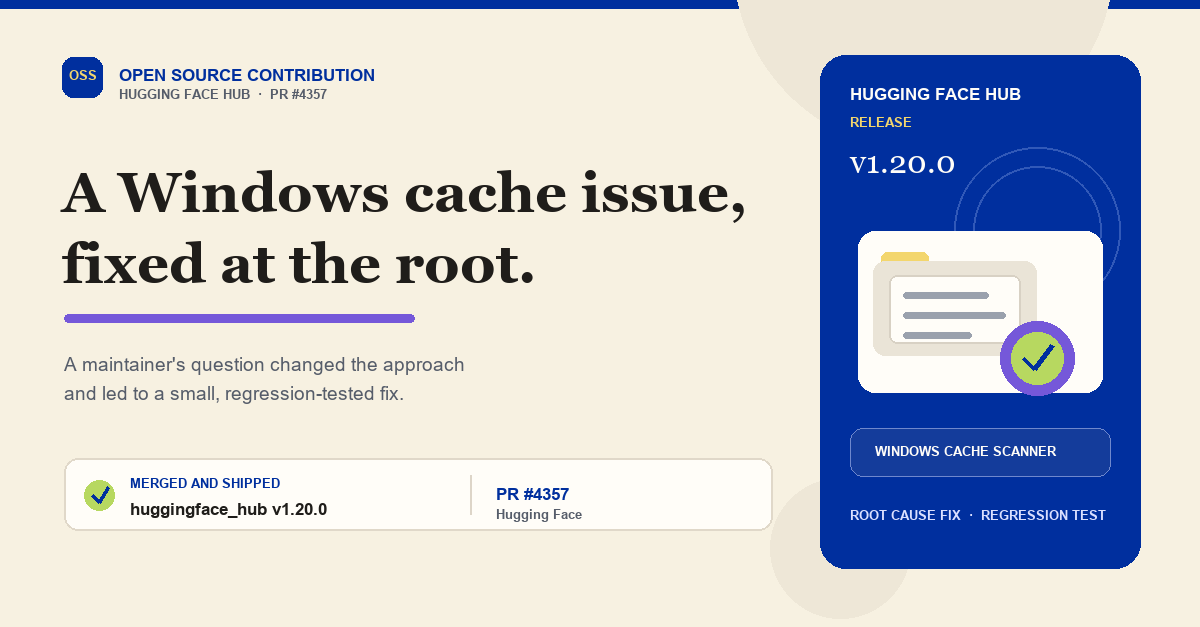 OSS
OPEN SOURCE CONTRIBUTION
HUGGING FACE HUB · PR #4357
A Windows cache issue,
fixed at the root.
A maintainer's question changed the approach
and led to a small, regression-tested fix.
MERGED AND SHIPPED
huggingface_hub v1.20.0
PR #4357
Hugging Face
HUGGING FACE HUB
RELEASE
v1.20.0
WINDOWS CACHE SCANNER
ROOT CAUSE FIX · REGRESSION TEST